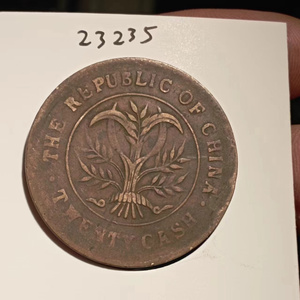 23235
THE REPUBLIC OF CHINA
TWENTY CASH